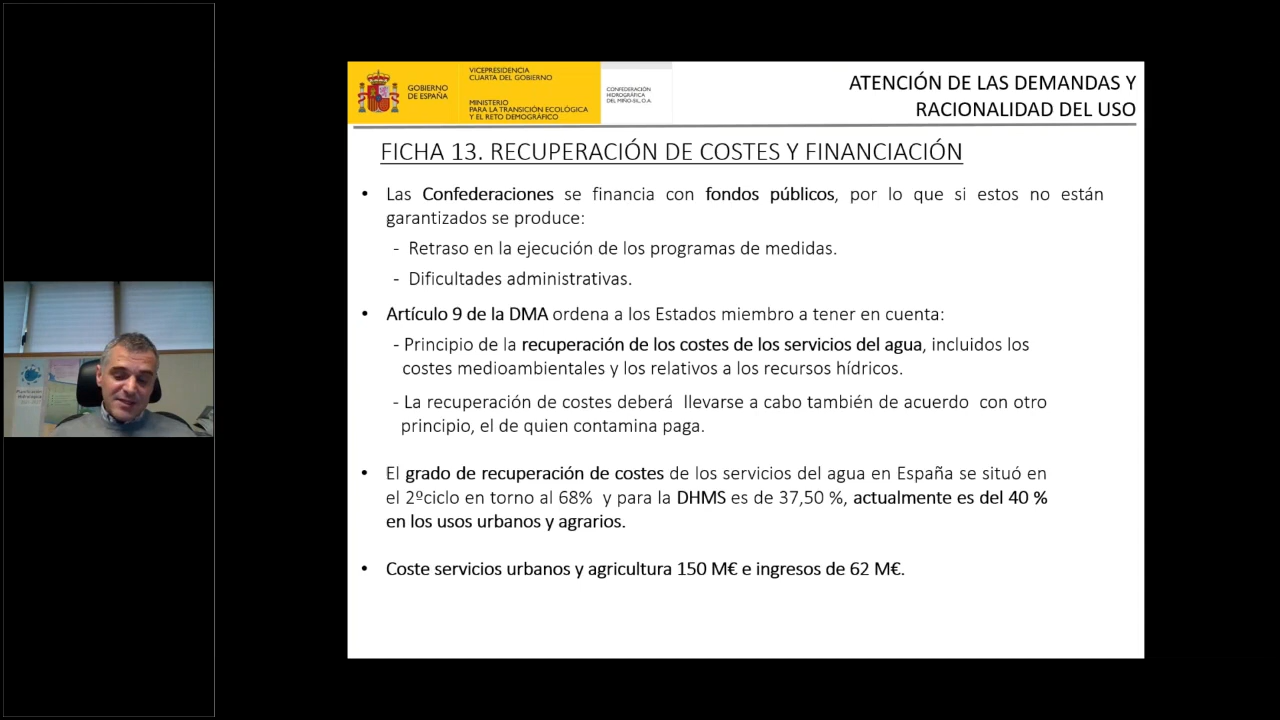 GOBIERNO
DE ESPAÑA
VICEPRESIDENCIA
CUARTA DEL GOBIERNO
MINISTERIO
PARA LA TRANSICIÓN ECOLÓGICA
Y EL RETO DEMOGRÁFICO
CONFEDERACIÓN
HIDROGRÁFICA
DEL MIÑO-SIL, O.A.
ATENCIÓN DE LAS DEMANDAS Y
RACIONALIDAD DEL USO
FICHA 13. RECUPERACIÓN DE COSTES Y FINANCIACIÓN
• Las Confederaciones se financia con fondos públicos, por lo que si estos no están
garantizados se produce:
- Retraso en la ejecución de los programas de medidas.
- Dificultades administrativas.
• Artículo 9 de la DMA ordena a los Estados miembro a tener en cuenta:
- Principio de la recuperación de los costes de los servicios del agua, incluidos los
costes medioambientales y los relativos a los recursos hídricos.
- La recuperación de costes deberá llevarse a cabo también de acuerdo con otro
principio, el de quien contamina paga.
• El grado de recuperación de costes de los servicios del agua en España se situó en
el 2ºciclo en torno al 68% y para la DHMS es de 37,50 %, actualmente es del 40 %
en los usos urbanos y agrarios.
• Coste servicios urbanos y agricultura 150 M€ e ingresos de 62 M€.